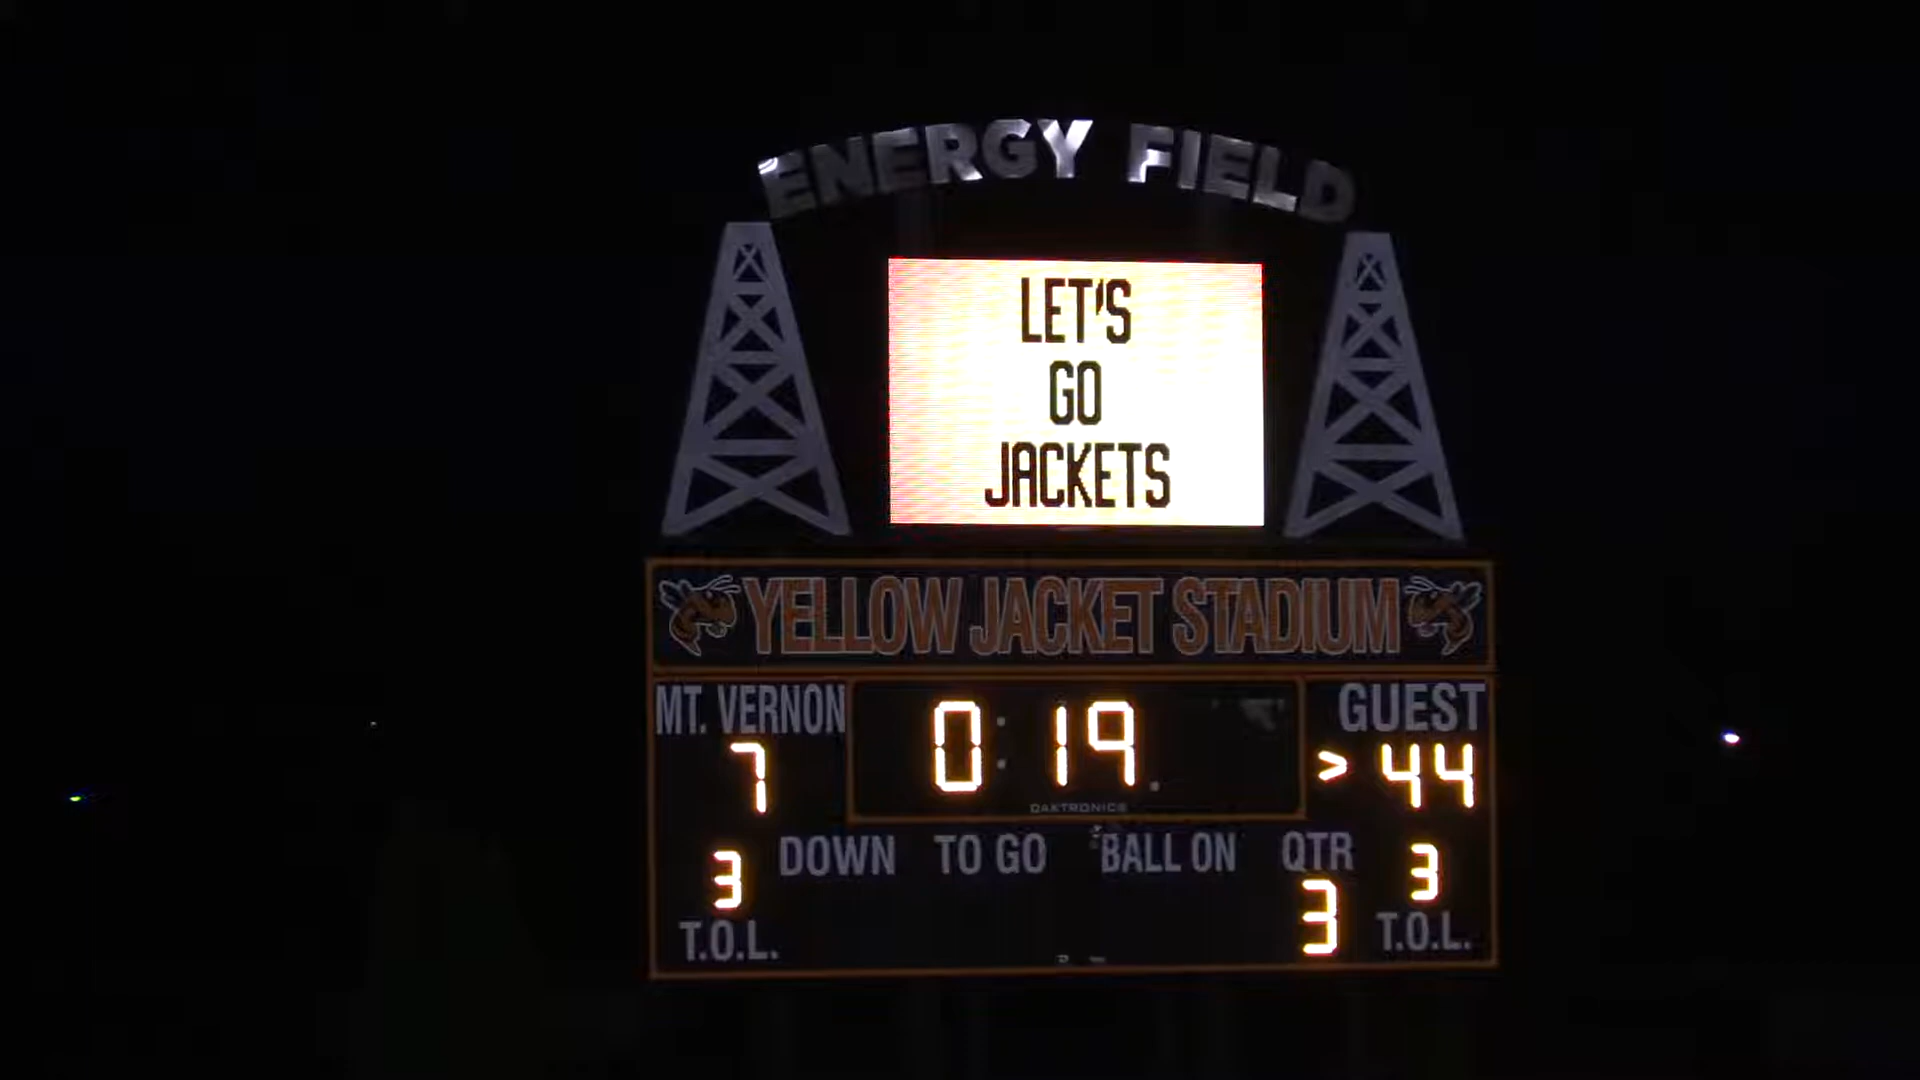 ENERGY FIELD
LET'S
GO
JACKETS
YELLOW JACKET STADIUM
MT. VERNON
0:19.
GUEST
7
> 44
DAKTRONICS
DOWN TO GO BALL ON QTR
3
3
3
T.O.L.
T.O.L.